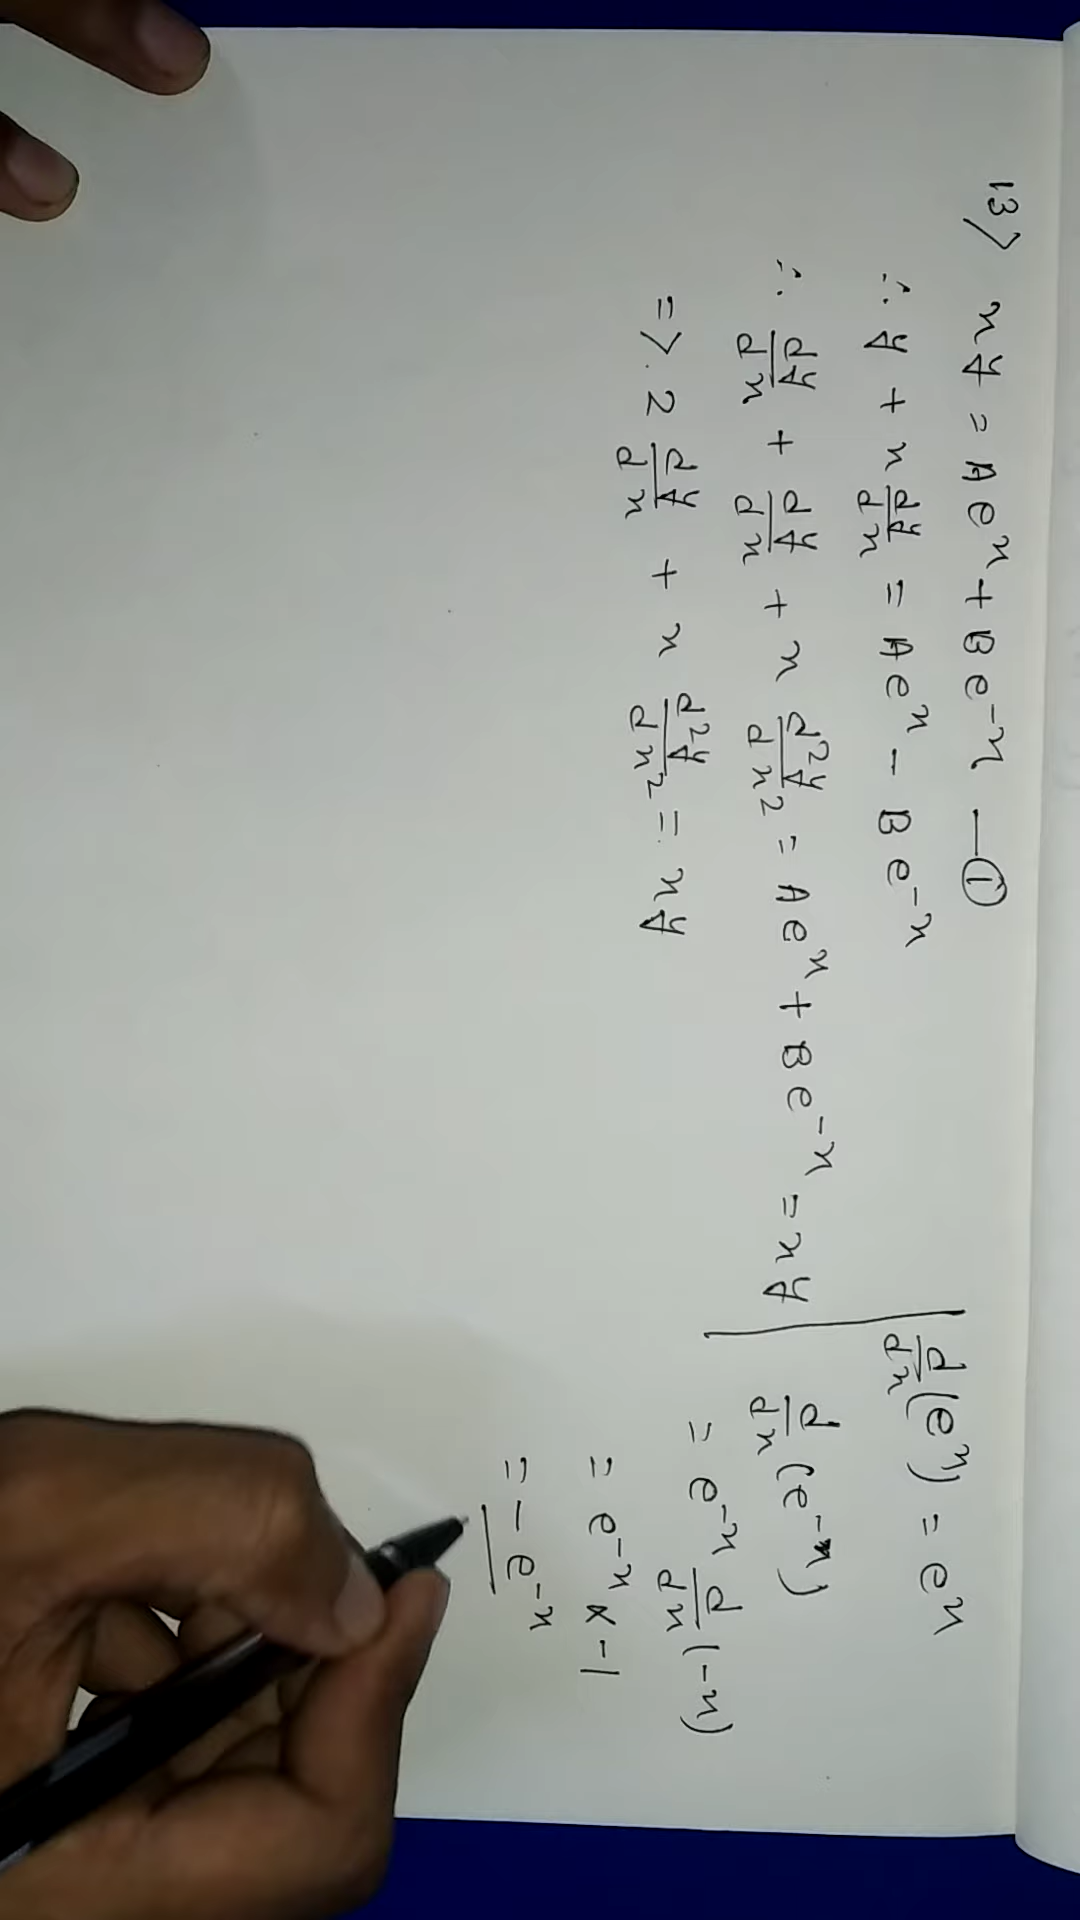 13) xy = Ae^x + Be^-x — ①
∴ y + x dy/dx = Ae^x - Be^-x
∴ dy/dx + dy/dx + x d²y/dx² = Ae^x + Be^-x = xy
=> 2 dy/dx + x d²y/dx² = xy
d/dx (e^x) = e^x
d/dx (e^-x)
= e^-x d/dx (-x)
= e^-x × -1
= -e^-x